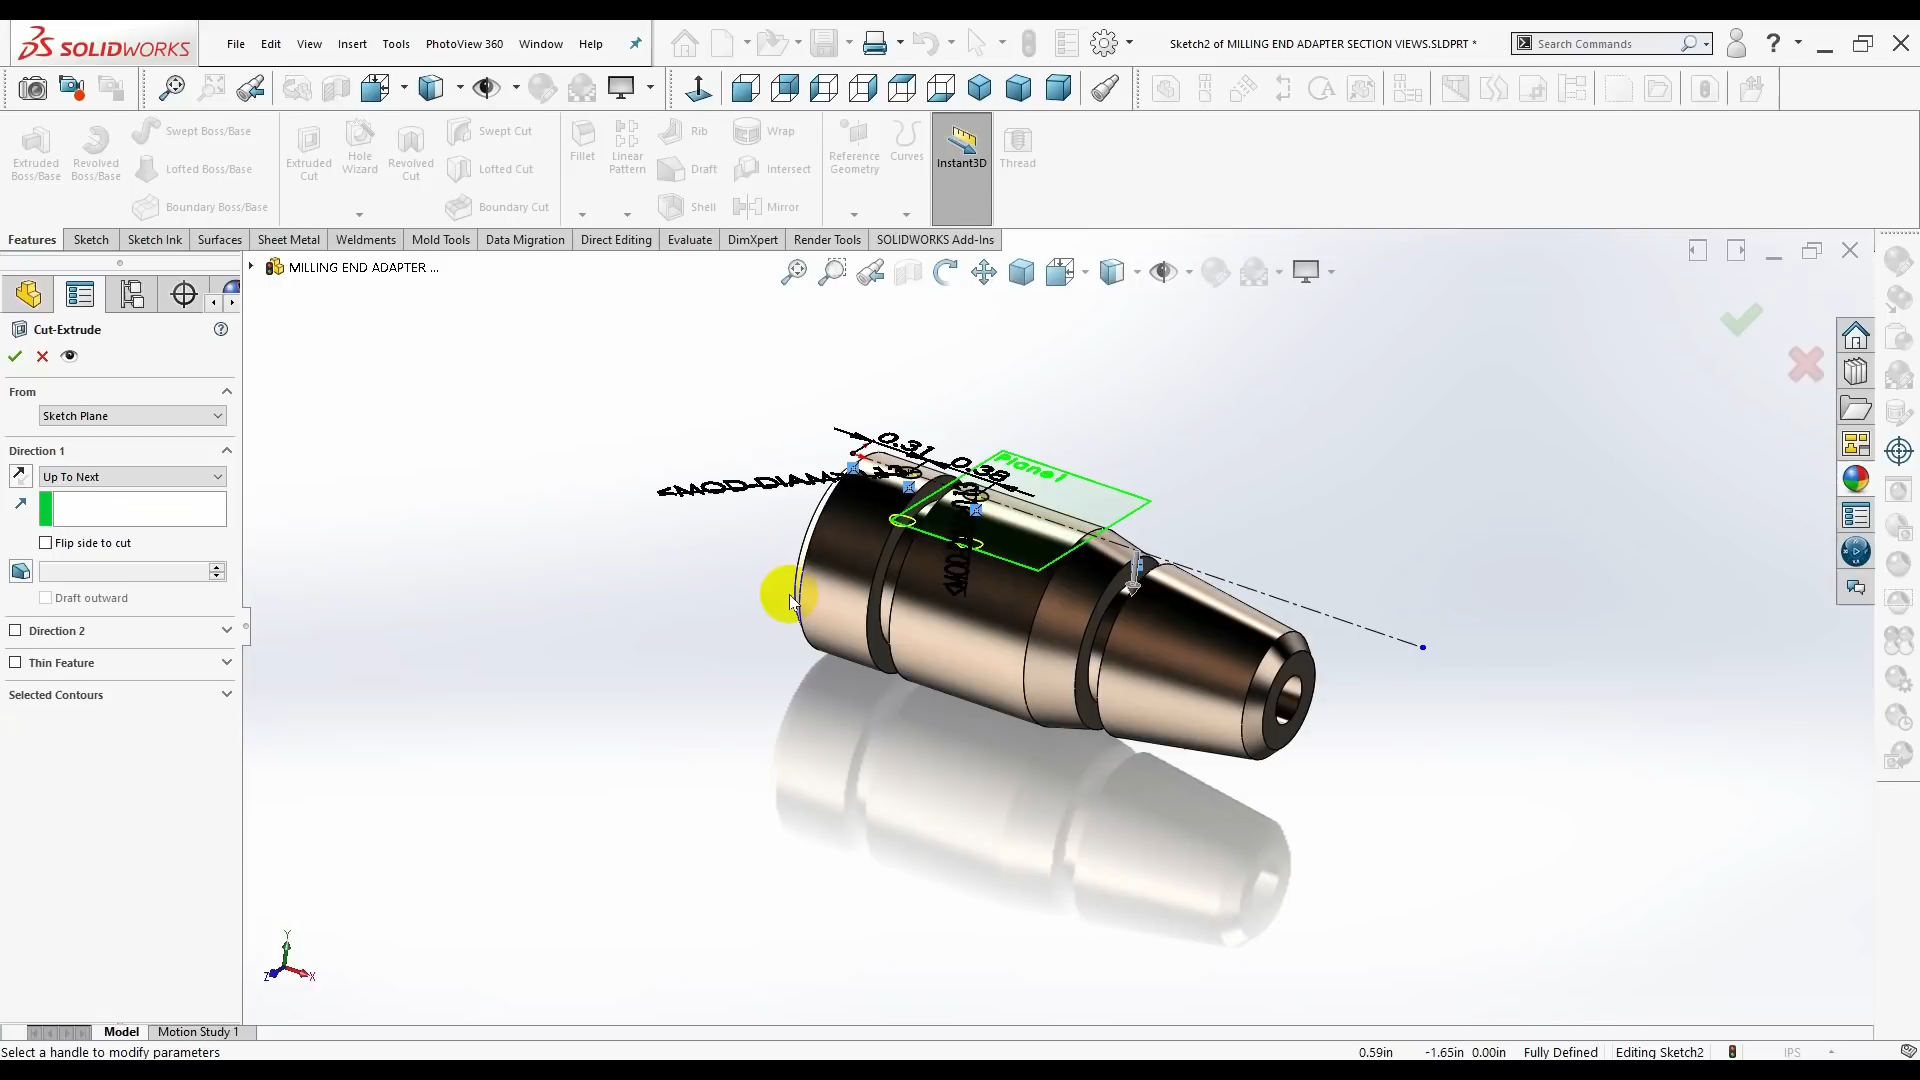 SOLIDWORKS
File Edit View Insert Tools PhotoView 360 Window Help
Sketch2 of MILLING END ADAPTER SECTION VIEWS.SLDPRT *
Search Commands
Extruded Boss/Base
Revolved Boss/Base
Swept Boss/Base
Lofted Boss/Base
Boundary Boss/Base
Extruded Cut
Hole Wizard
Revolved Cut
Swept Cut
Lofted Cut
Boundary Cut
Fillet
Linear Pattern
Rib
Draft
Shell
Wrap
Intersect
Mirror
Reference Geometry
Curves
Instant3D
Thread
Features Sketch Sketch Ink Surfaces Sheet Metal Weldments Mold Tools Data Migration Direct Editing Evaluate DimXpert Render Tools SOLIDWORKS Add-Ins
MILLING END ADAPTER ...
Cut-Extrude
From
Sketch Plane
Direction 1
Up To Next
Flip side to cut
Draft outward
Direction 2
Thin Feature
Selected Contours
0.31
0.38
Plane1
Y
Z
X
Model Motion Study 1
Select a handle to modify parameters
0.59in -1.65in 0.00in Fully Defined Editing Sketch2 IPS